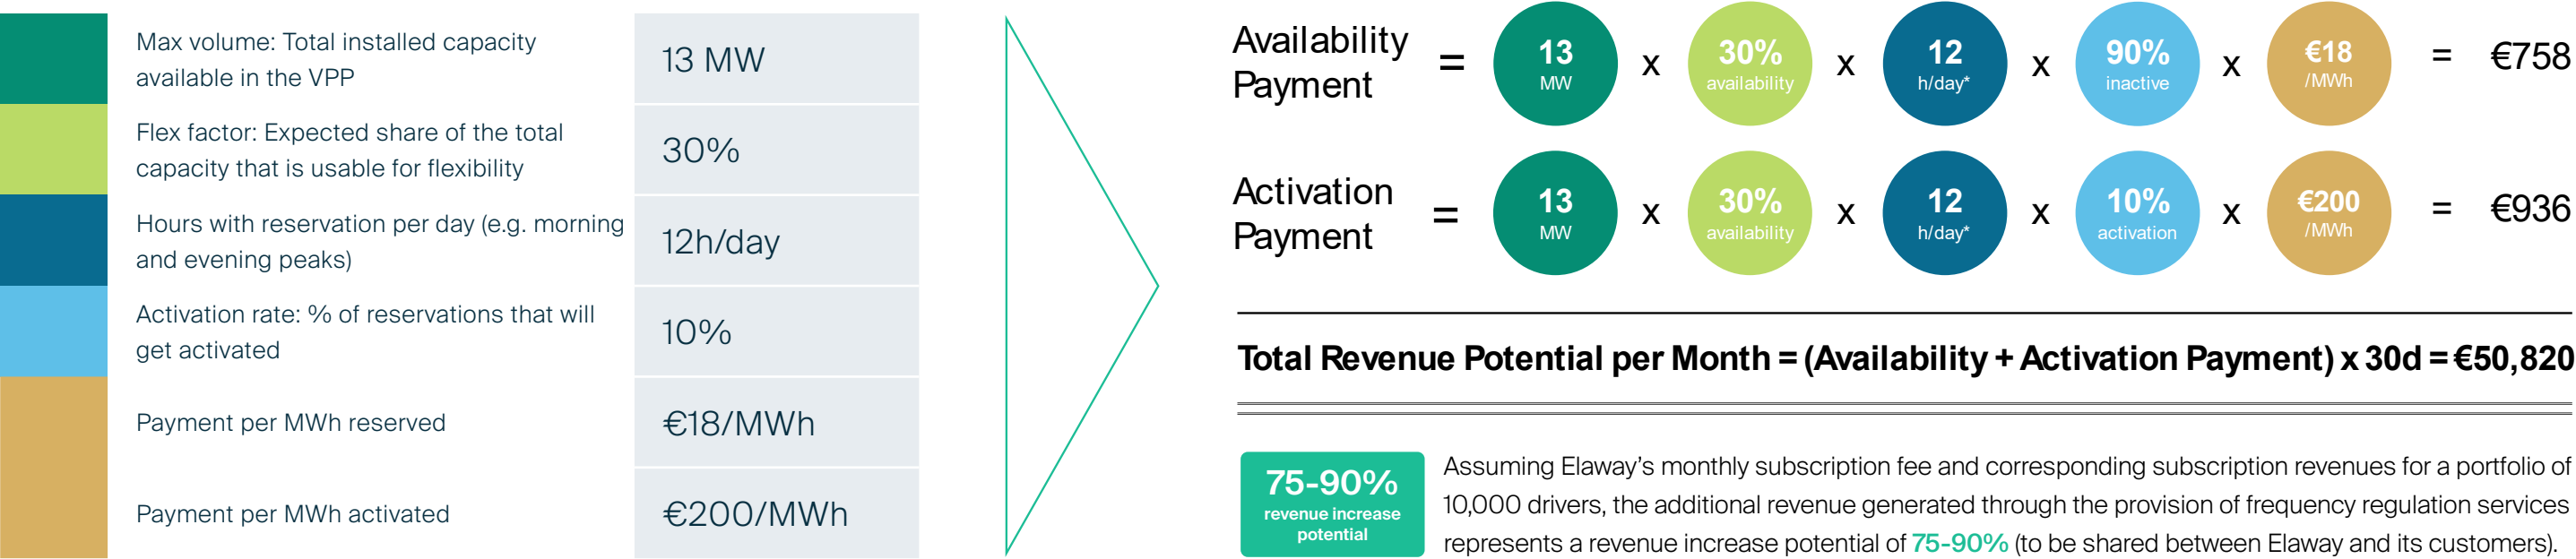 Max volume: Total installed capacity
available in the VPP
13 MW
Flex factor: Expected share of the total
capacity that is usable for flexibility
30%
Hours with reservation per day (e.g. morning
and evening peaks)
12h/day
Activation rate: % of reservations that will
get activated
10%
Payment per MWh reserved
€18/MWh
Payment per MWh activated
€200/MWh
Availability
Payment
= 13 MW x 30% availability x 12 h/day* x 90% inactive x €18 /MWh = €758
Activation
Payment
= 13 MW x 30% availability x 12 h/day* x 10% activation x €200 /MWh = €936
Total Revenue Potential per Month = (Availability + Activation Payment) x 30d = €50,820
75-90%
revenue increase
potential
Assuming Elaway’s monthly subscription fee and corresponding subscription revenues for a portfolio of
10,000 drivers, the additional revenue generated through the provision of frequency regulation services
represents a revenue increase potential of 75-90% (to be shared between Elaway and its customers).